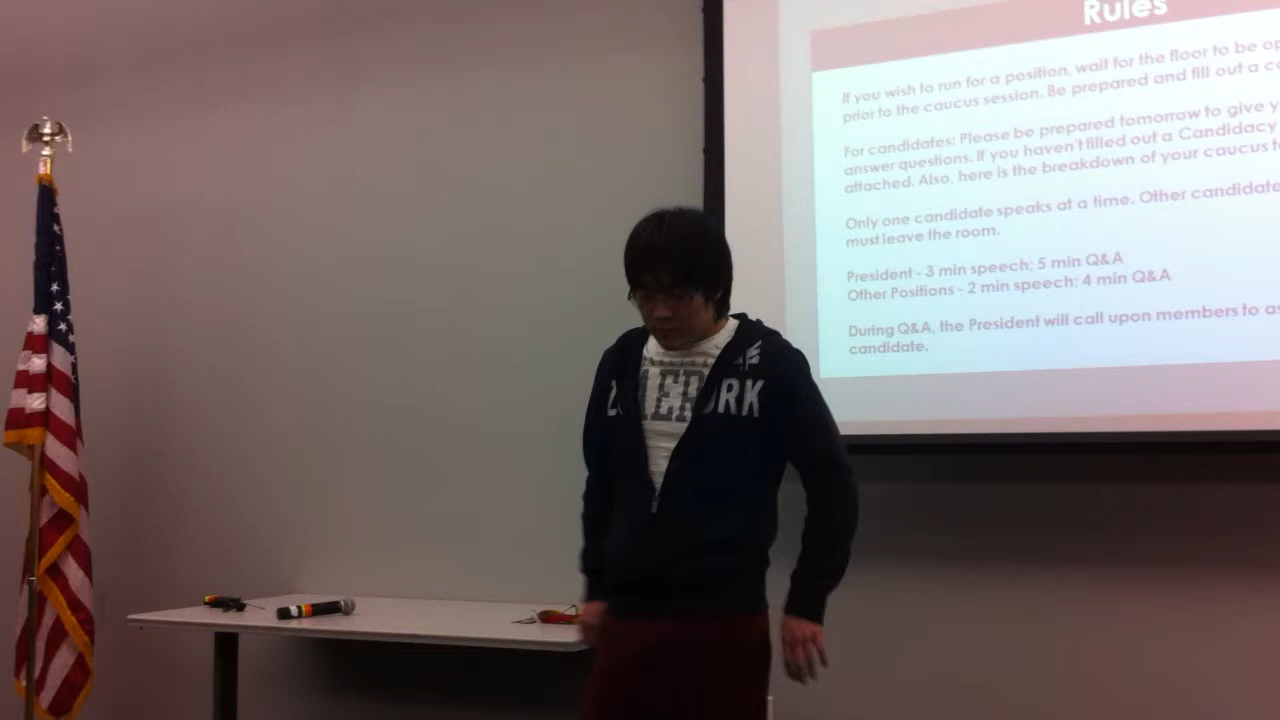 Rules
If you wish to run for a position, wait for the floor to be op
prior to the caucus session. Be prepared and fill out a c
For candidates: Please be prepared tomorrow to give y
answer questions. If you haven't filled out a Candidacy
attached. Also, here is the breakdown of your caucus t
Only one candidate speaks at a time. Other candidate
must leave the room.
President - 3 min speech; 5 min Q&A
Other Positions - 2 min speech; 4 min Q&A
During Q&A, the President will call upon members to as
candidate.